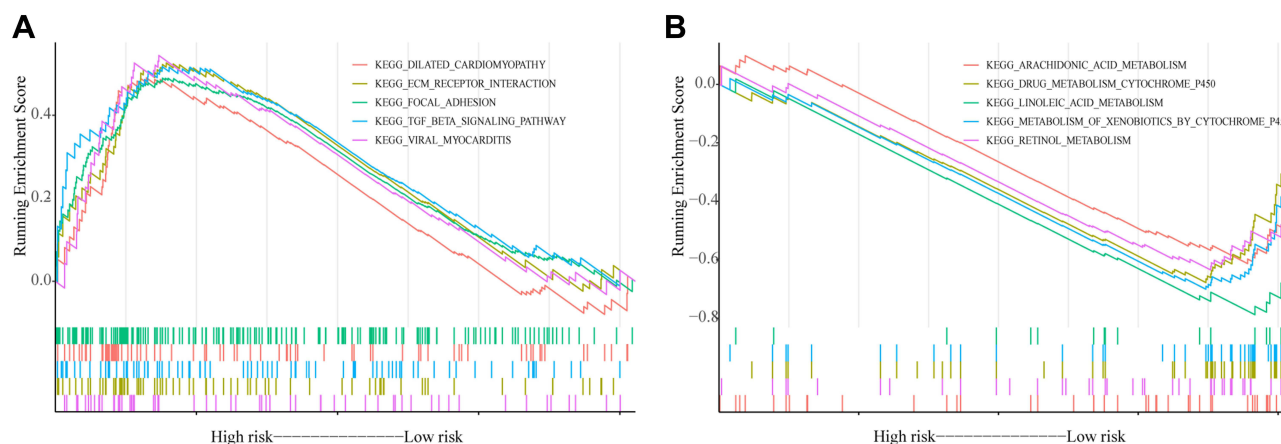 A
Running Enrichment Score
0.4
0.2
0.0
KEGG_DILATED_CARDIOMYOPATHY
KEGG_ECM_RECEPTOR_INTERACTION
KEGG_FOCAL_ADHESION
KEGG_TGF_BETA_SIGNALING_PATHWAY
KEGG_VIRAL_MYOCARDITIS
High risk---------------Low risk
B
Running Enrichment Score
0.0
−0.2
−0.4
−0.6
−0.8
KEGG_ARACHIDONIC_ACID_METABOLISM
KEGG_DRUG_METABOLISM_CYTOCHROME_P450
KEGG_LINOLEIC_ACID_METABOLISM
KEGG_METABOLISM_OF_XENOBIOTICS_BY_CYTOCHROME_P4
KEGG_RETINOL_METABOLISM
High risk---------------Low risk